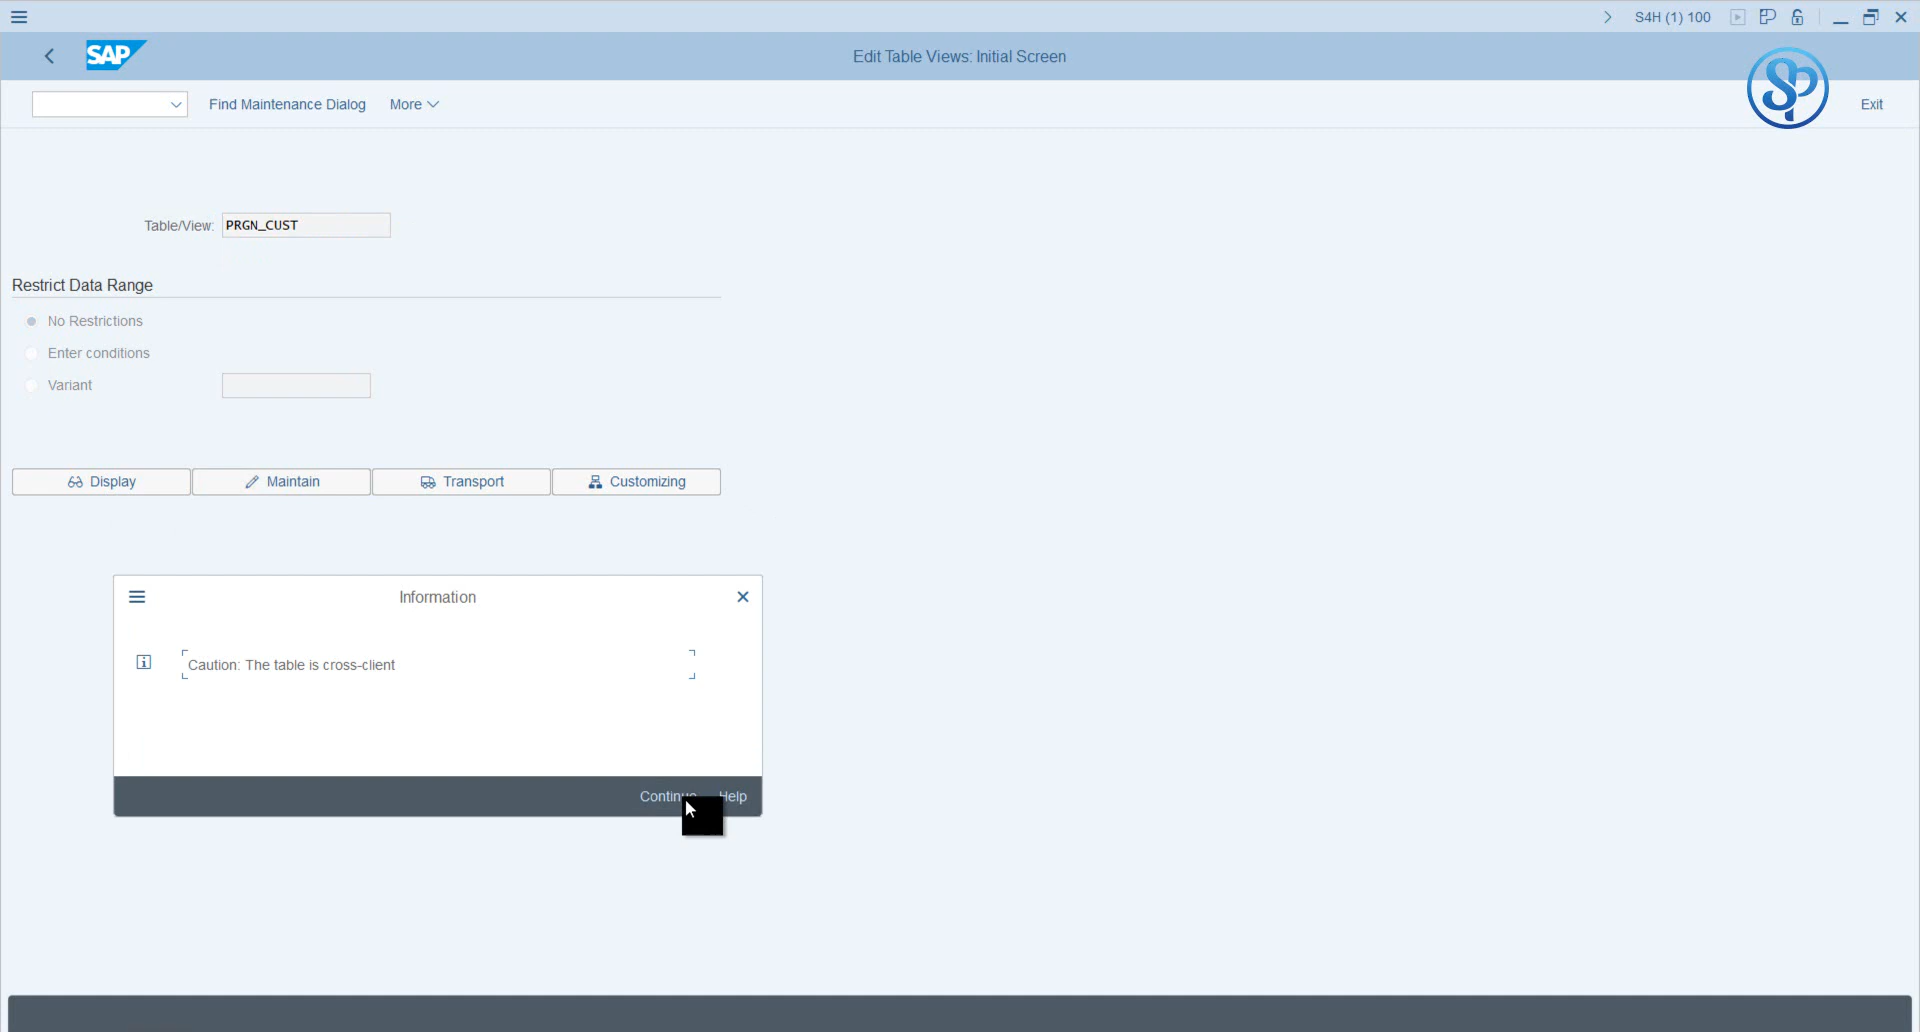 S4H (1) 100
SAP
Edit Table Views: Initial Screen
SP
Find Maintenance Dialog More
Exit
Table/View: PRGN_CUST
Restrict Data Range
No Restrictions
Enter conditions
Variant
Display Maintain Transport Customizing
Information
Caution: The table is cross-client
Continue Help